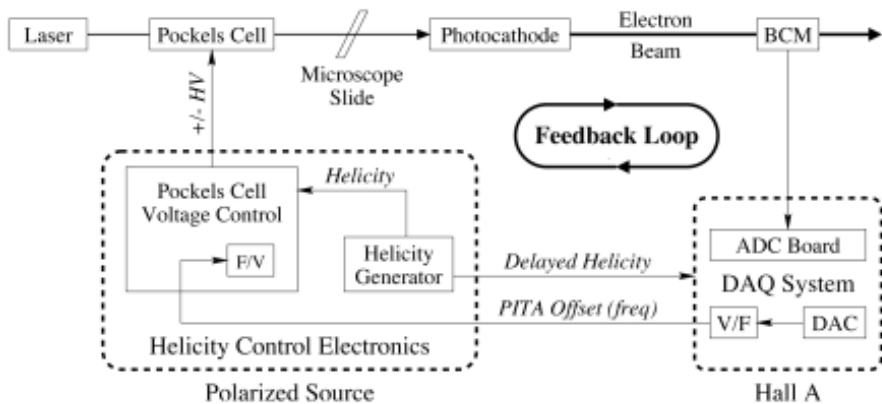 Laser
Pockels Cell
Microscope
Slide
Photocathode
Electron
Beam
BCM
+/- HV
Feedback Loop
Pockels Cell
Voltage Control
F/V
Helicity
Helicity
Generator
Delayed Helicity
PITA Offset (freq)
ADC Board
DAQ System
V/F
DAC
Helicity Control Electronics
Polarized Source
Hall A